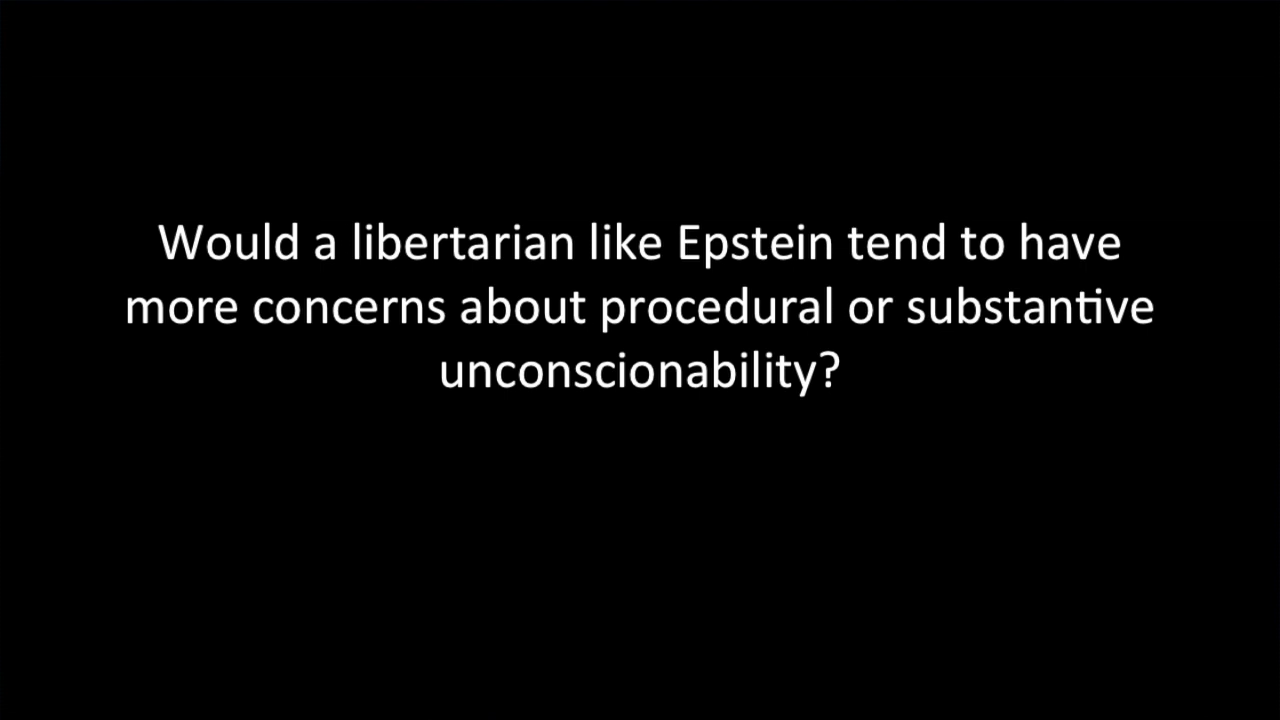 Would a libertarian like Epstein tend to have
more concerns about procedural or substantive
unconscionability?